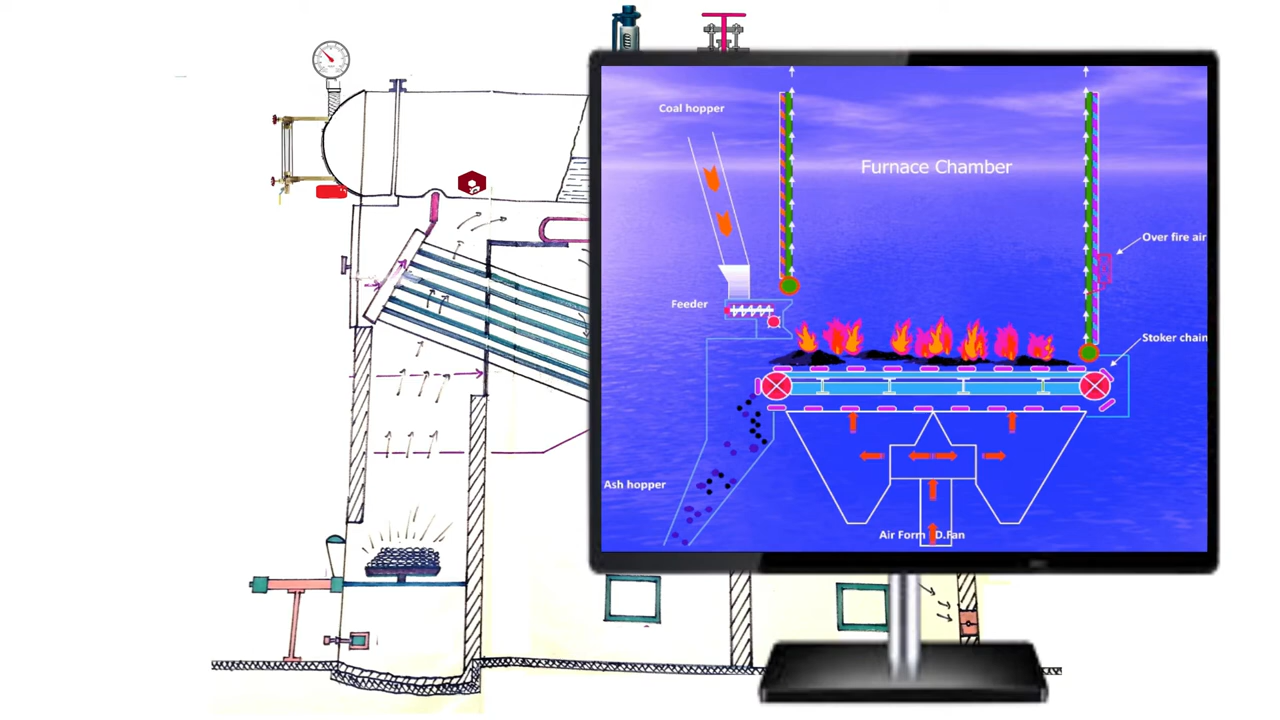 Coal hopper
Furnace Chamber
Over fire air
Feeder
Stoker chain
Ash hopper
Air Form D.Fan